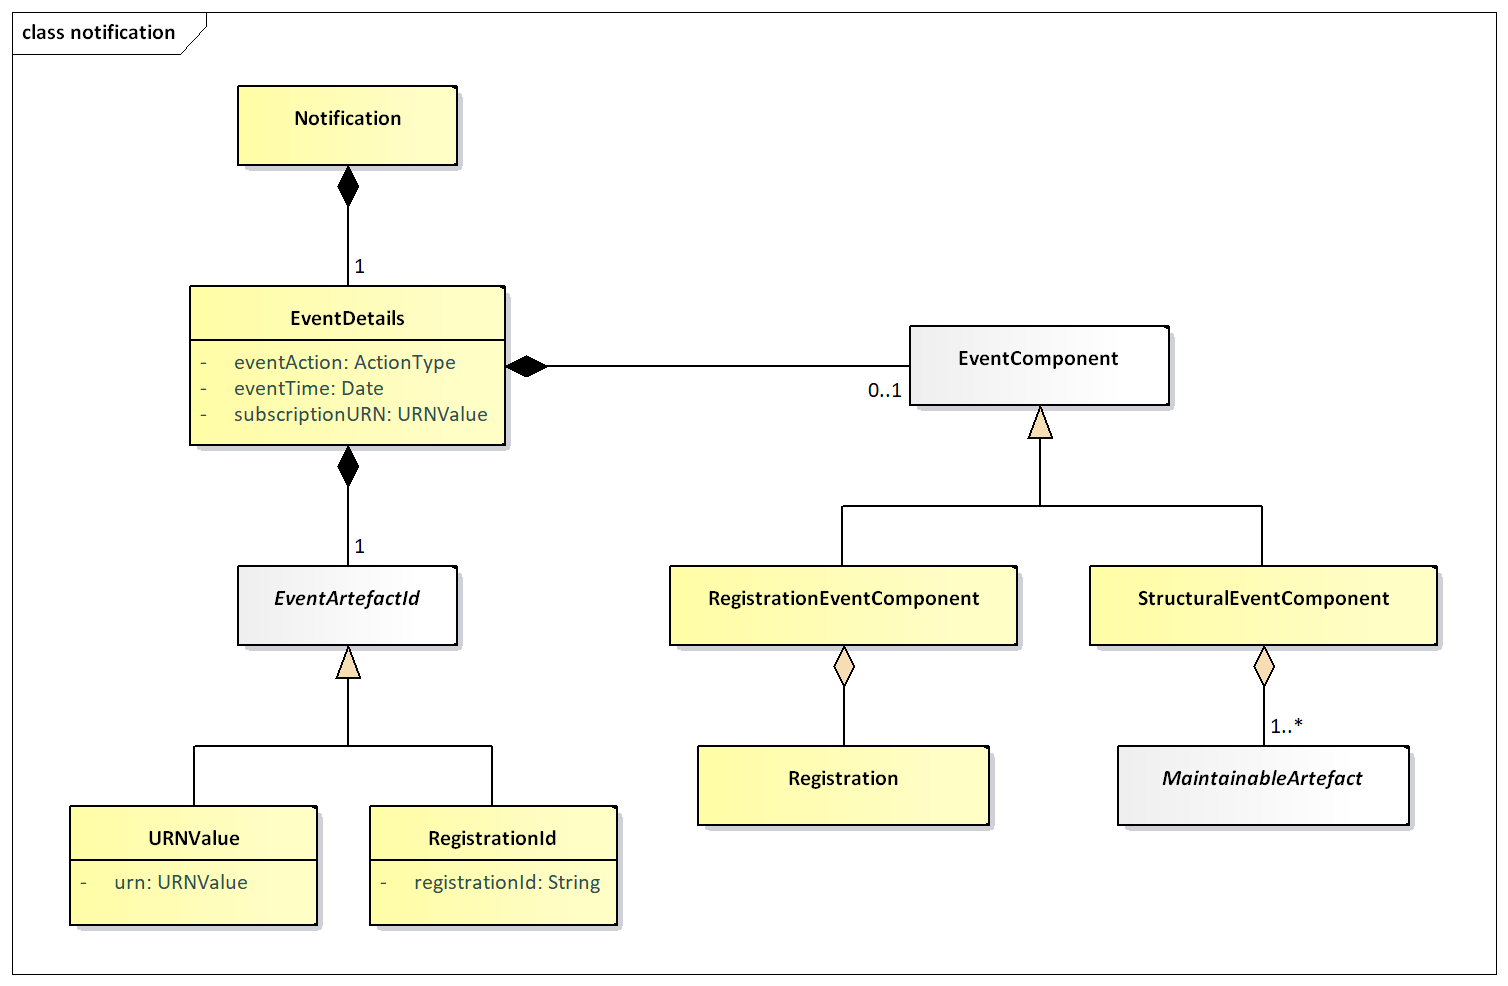 class notification
Notification
1
EventDetails
- eventAction: ActionType
- eventTime: Date
- subscriptionURN: URNValue
EventComponent
0..1
1
EventArtefactId
RegistrationEventComponent
StructuralEventComponent
1..*
Registration
MaintainableArtefact
URNValue
- urn: URNValue
RegistrationId
- registrationId: String